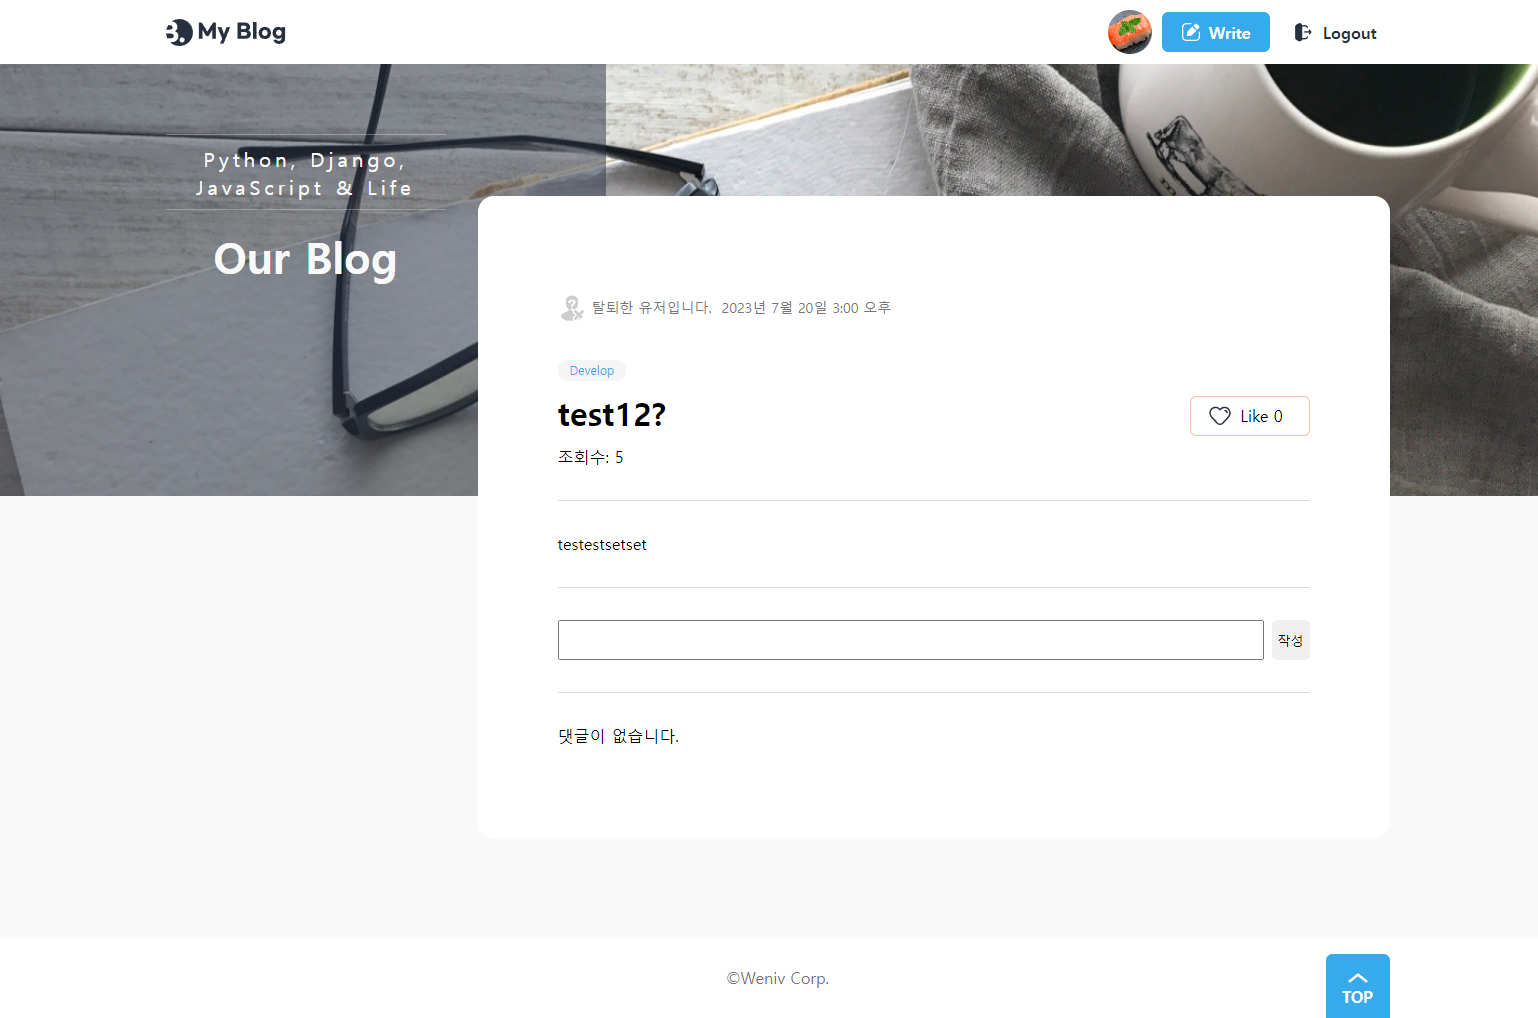 My Blog
Write
Logout
Python, Django,
JavaScript & Life
Our Blog
탈퇴한 유저입니다. 2023년 7월 20일 3:00 오후
Develop
test12?
Like 0
조회수: 5
testestsetset
작성
댓글이 없습니다.
©Weniv Corp.
TOP